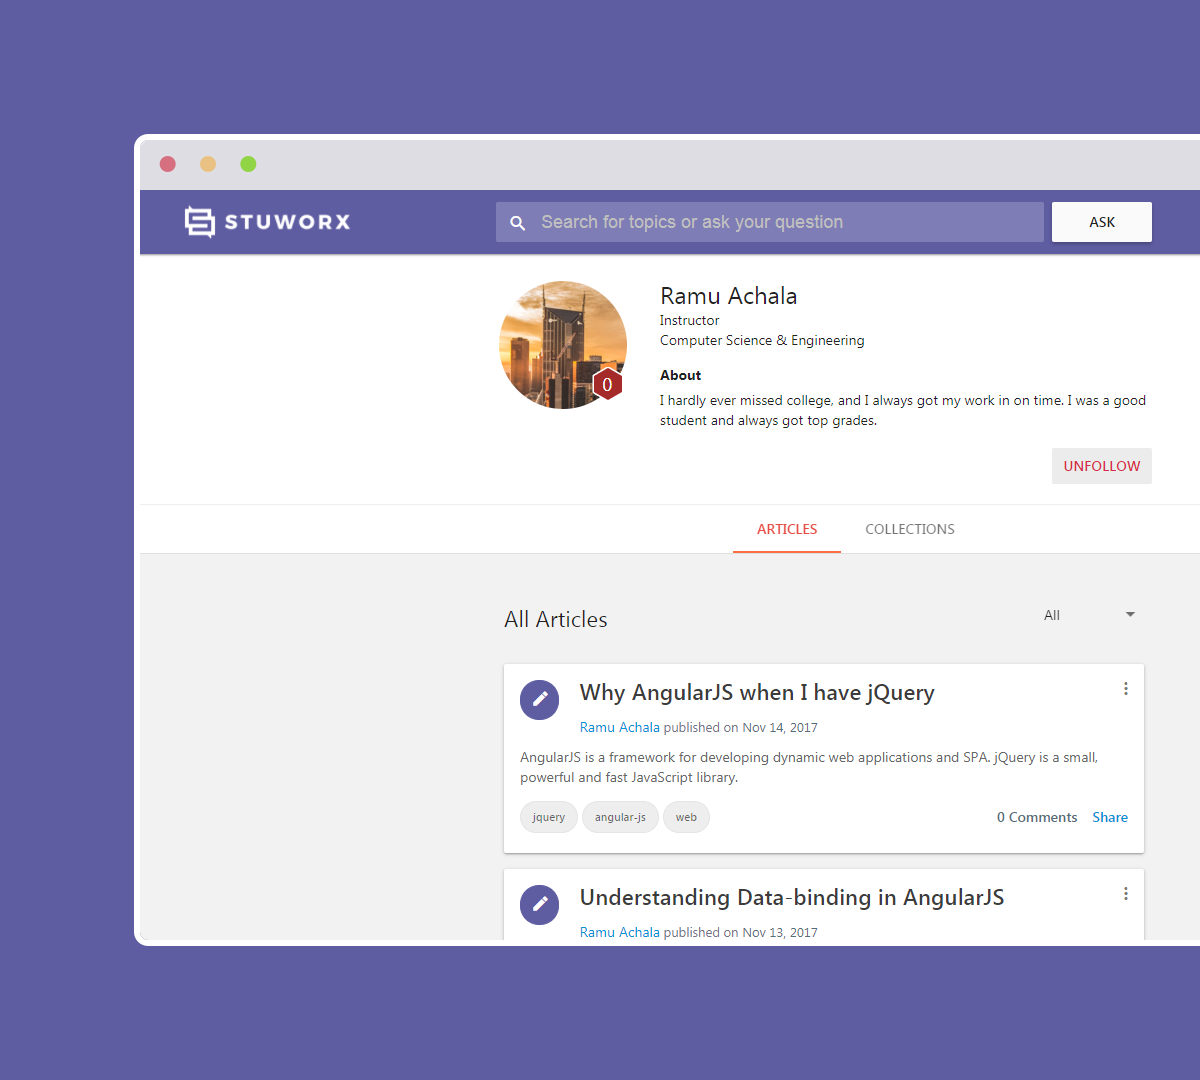 STUWORX
Search for topics or ask your question
ASK
0
Ramu Achala
Instructor
Computer Science & Engineering
About
I hardly ever missed college, and I always got my work in on time. I was a good
student and always got top grades.
UNFOLLOW
ARTICLES
COLLECTIONS
All Articles
All
Why AngularJS when I have jQuery
Ramu Achala published on Nov 14, 2017
AngularJS is a framework for developing dynamic web applications and SPA. jQuery is a small,
powerful and fast JavaScript library.
jquery
angular-js
web
0 Comments
Share
Understanding Data-binding in AngularJS
Ramu Achala published on Nov 13, 2017